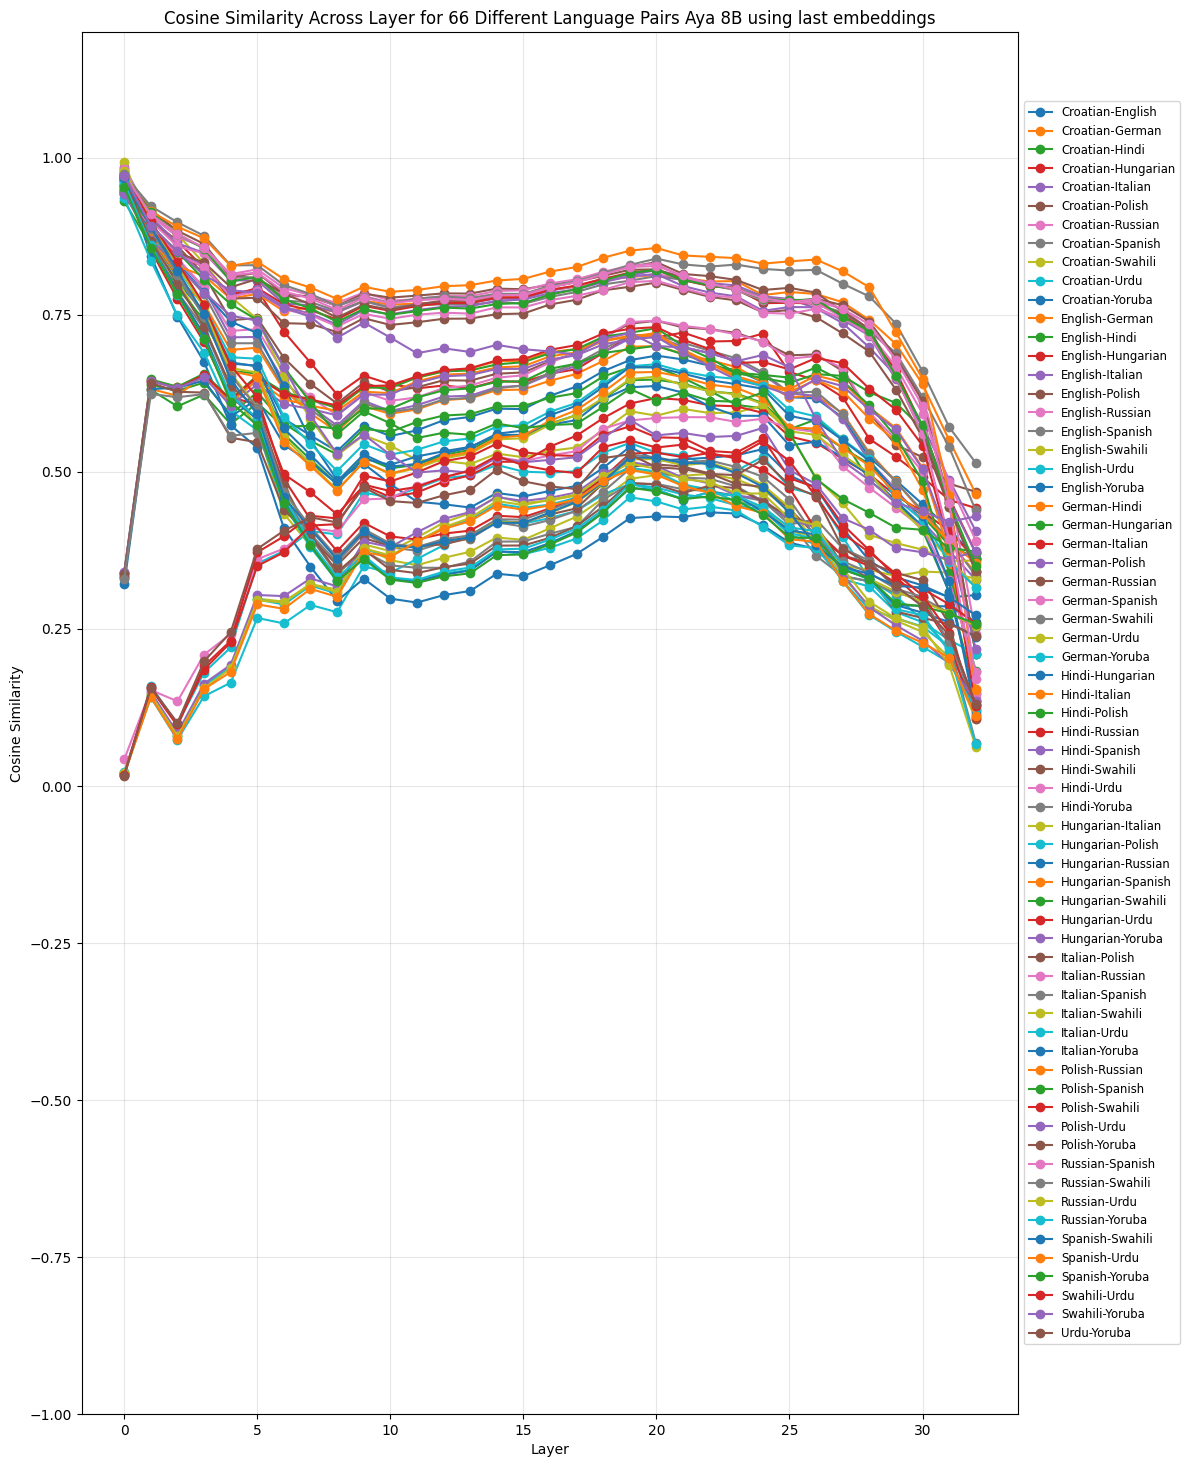 Cosine Similarity Across Layer for 66 Different Language Pairs Aya 8B using last embeddings
Cosine Similarity
1.00
0.75
0.50
0.25
0.00
−0.25
−0.50
−0.75
−1.00
0 5 10 15 20 25 30
Layer
Croatian-English
Croatian-German
Croatian-Hindi
Croatian-Hungarian
Croatian-Italian
Croatian-Polish
Croatian-Russian
Croatian-Spanish
Croatian-Swahili
Croatian-Urdu
Croatian-Yoruba
English-German
English-Hindi
English-Hungarian
English-Italian
English-Polish
English-Russian
English-Spanish
English-Swahili
English-Urdu
English-Yoruba
German-Hindi
German-Hungarian
German-Italian
German-Polish
German-Russian
German-Spanish
German-Swahili
German-Urdu
German-Yoruba
Hindi-Hungarian
Hindi-Italian
Hindi-Polish
Hindi-Russian
Hindi-Spanish
Hindi-Swahili
Hindi-Urdu
Hindi-Yoruba
Hungarian-Italian
Hungarian-Polish
Hungarian-Russian
Hungarian-Spanish
Hungarian-Swahili
Hungarian-Urdu
Hungarian-Yoruba
Italian-Polish
Italian-Russian
Italian-Spanish
Italian-Swahili
Italian-Urdu
Italian-Yoruba
Polish-Russian
Polish-Spanish
Polish-Swahili
Polish-Urdu
Polish-Yoruba
Russian-Spanish
Russian-Swahili
Russian-Urdu
Russian-Yoruba
Spanish-Swahili
Spanish-Urdu
Spanish-Yoruba
Swahili-Urdu
Swahili-Yoruba
Urdu-Yoruba